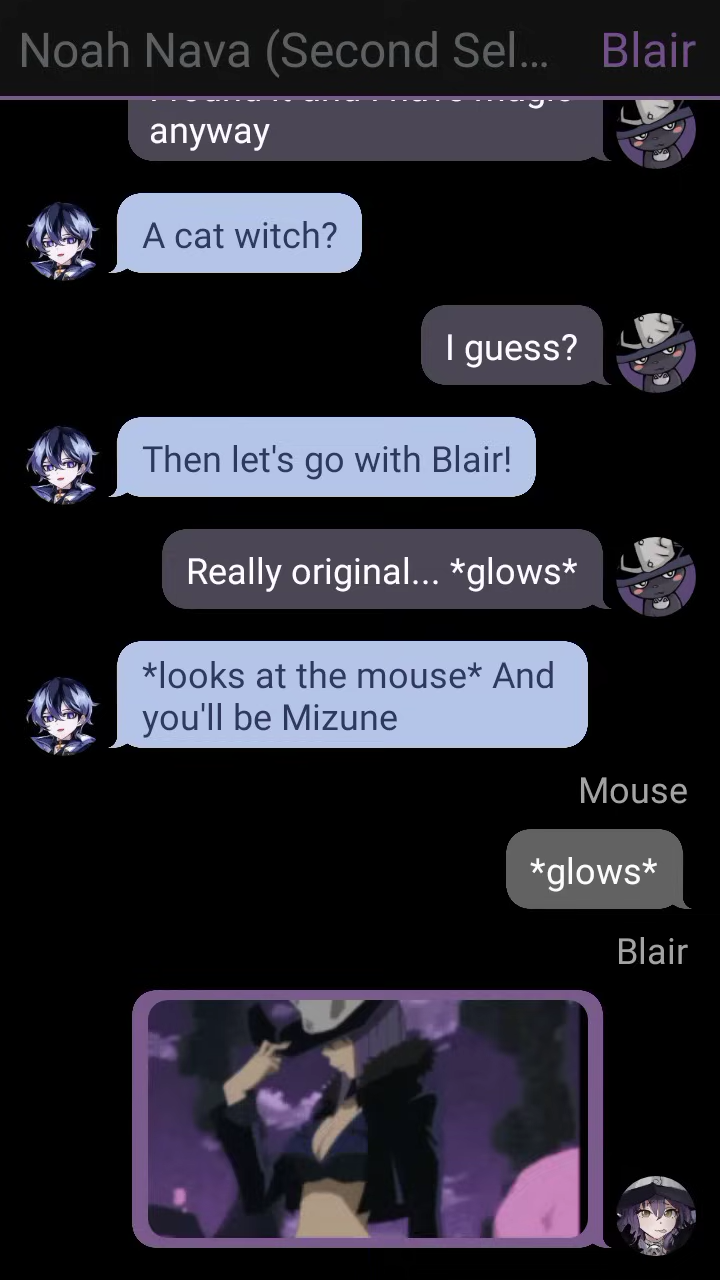 Noah Nava (Second Sel...
Blair
anyway
A cat witch?
I guess?
Then let's go with Blair!
Really original... *glows*
*looks at the mouse* And
you'll be Mizune
Mouse
*glows*
Blair